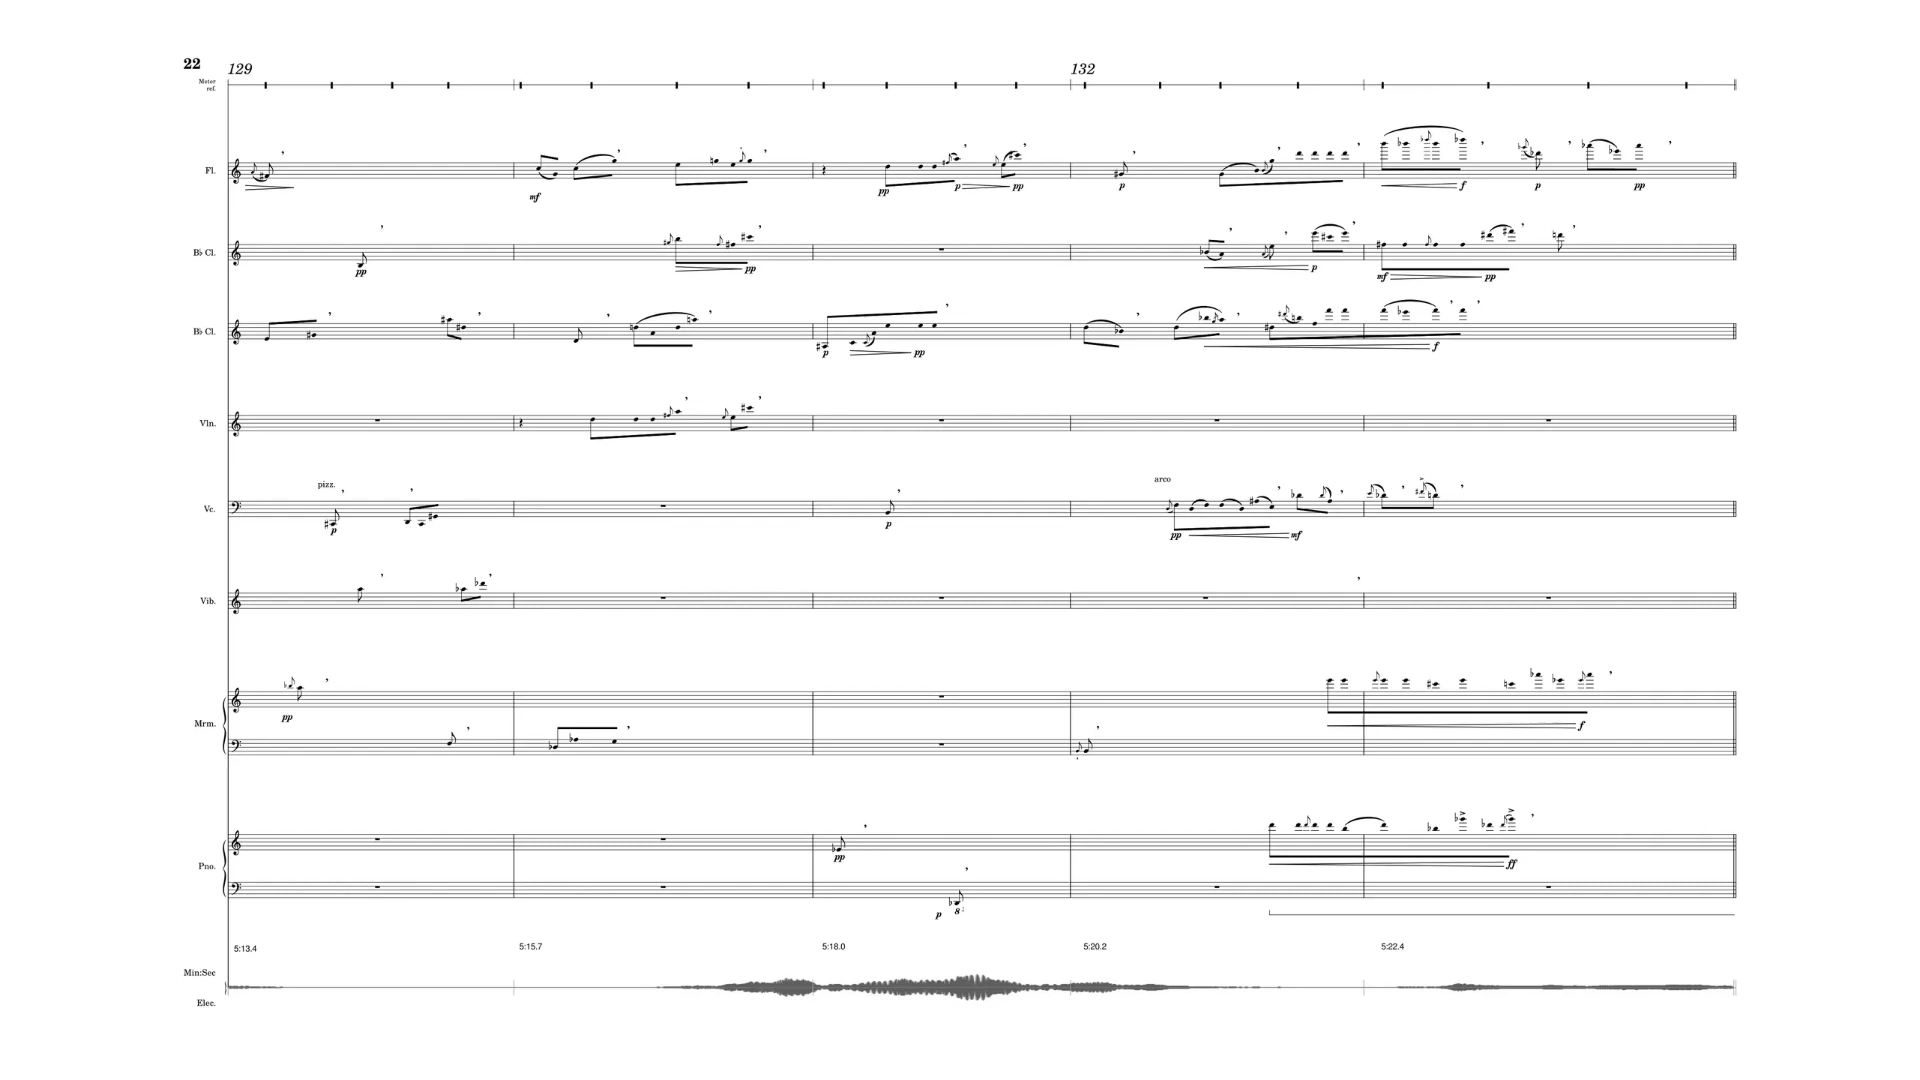 22
129
132
Meter
ref.
Fl.
mf
pp
p
pp
p
f
p
pp
B♭ Cl.
pp
pp
p
mf
pp
B♭ Cl.
p
pp
f
Vln.
pizz.
arco
Vc.
p
p
pp
mf
Vib.
pp
f
Mrm.
pp
ff
Pno.
p
8
5:13.4
5:15.7
5:18.0
5:20.2
5:22.4
Min:Sec
Elec.